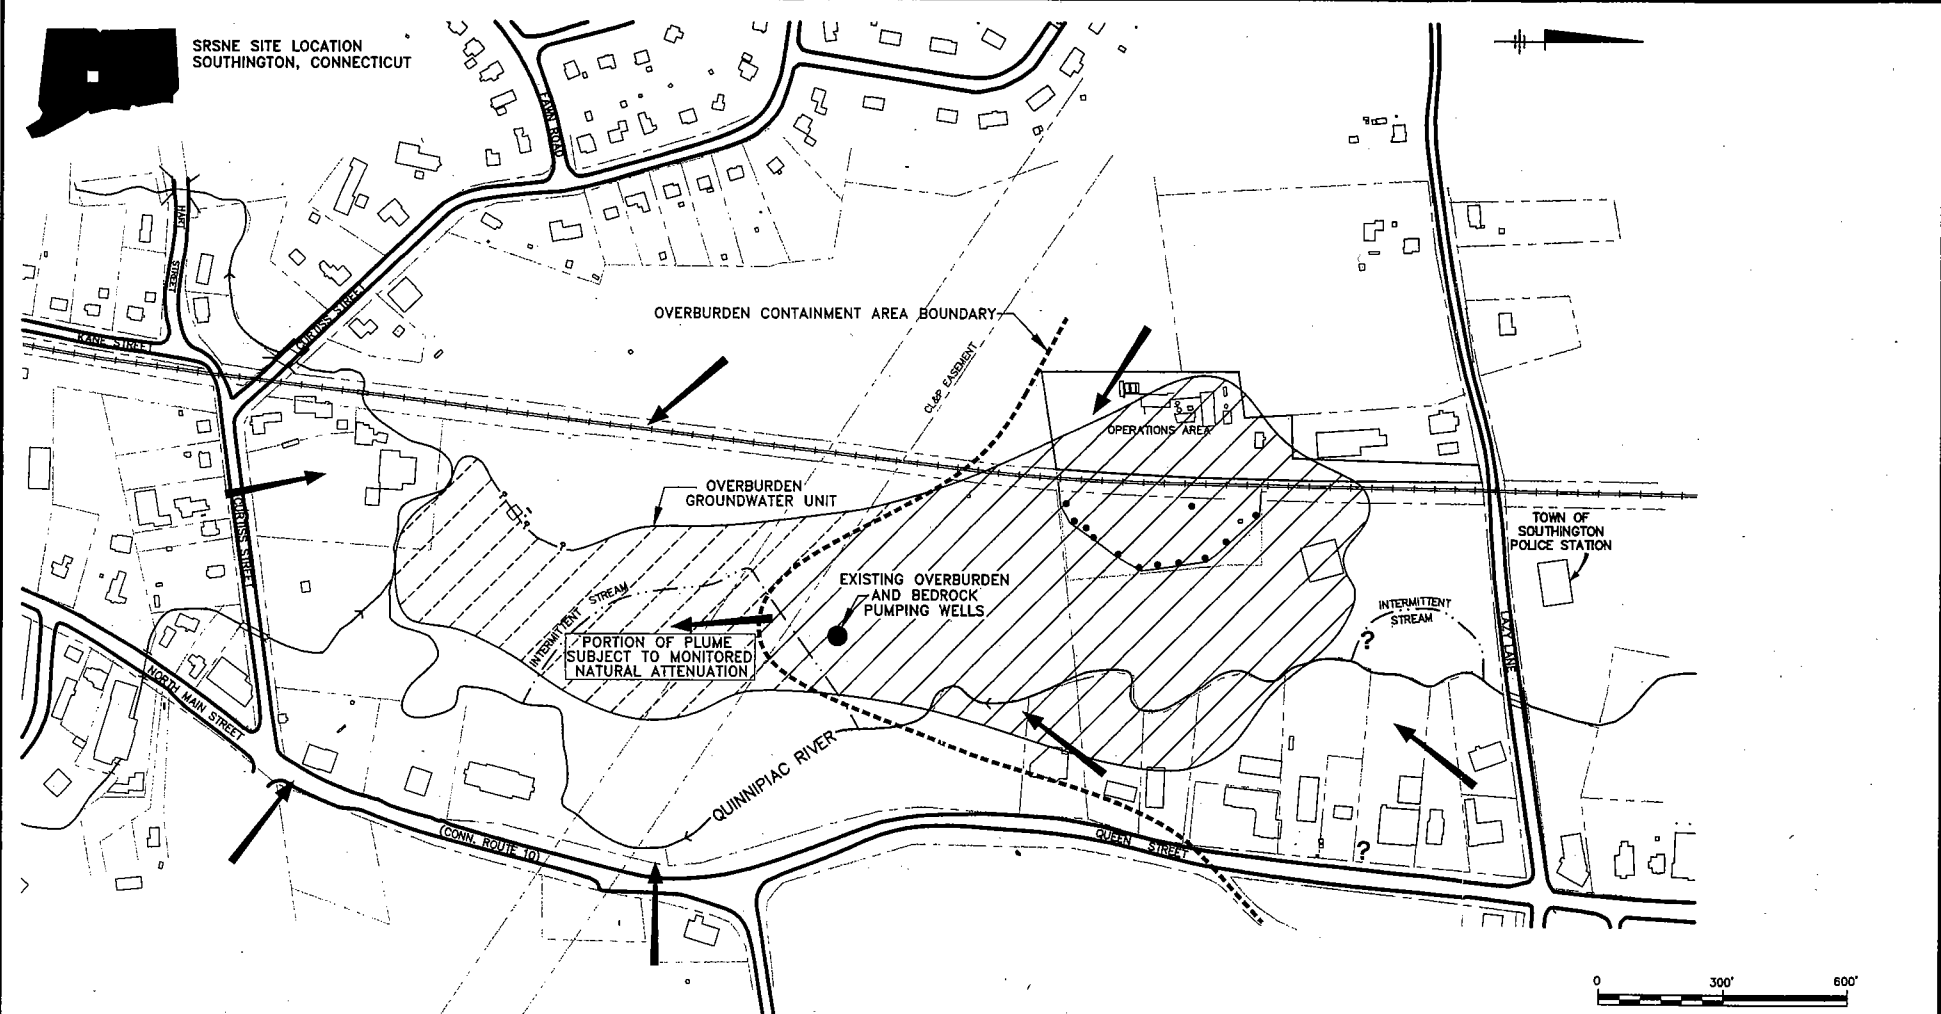 SRSNE SITE LOCATION
SOUTHINGTON, CONNECTICUT
FAWN ROAD
HART
STREET
CURTISS STREET
KANE STREET
OVERBURDEN CONTAINMENT AREA BOUNDARY
CL&P EASEMENT
OPERATIONS AREA
OVERBURDEN
GROUNDWATER UNIT
CURTISS STREET
TOWN OF
SOUTHINGTON
POLICE STATION
EXISTING OVERBURDEN
AND BEDROCK
PUMPING WELLS
INTERMITTENT STREAM
INTERMITTENT
STREAM
?
LAZY LANE
PORTION OF PLUME
SUBJECT TO MONITORED
NATURAL ATTENUATION
NORTH MAIN STREET
QUINNIPIAC RIVER
(CONN. ROUTE 10)
QUEEN STREET
?
0 300' 600'